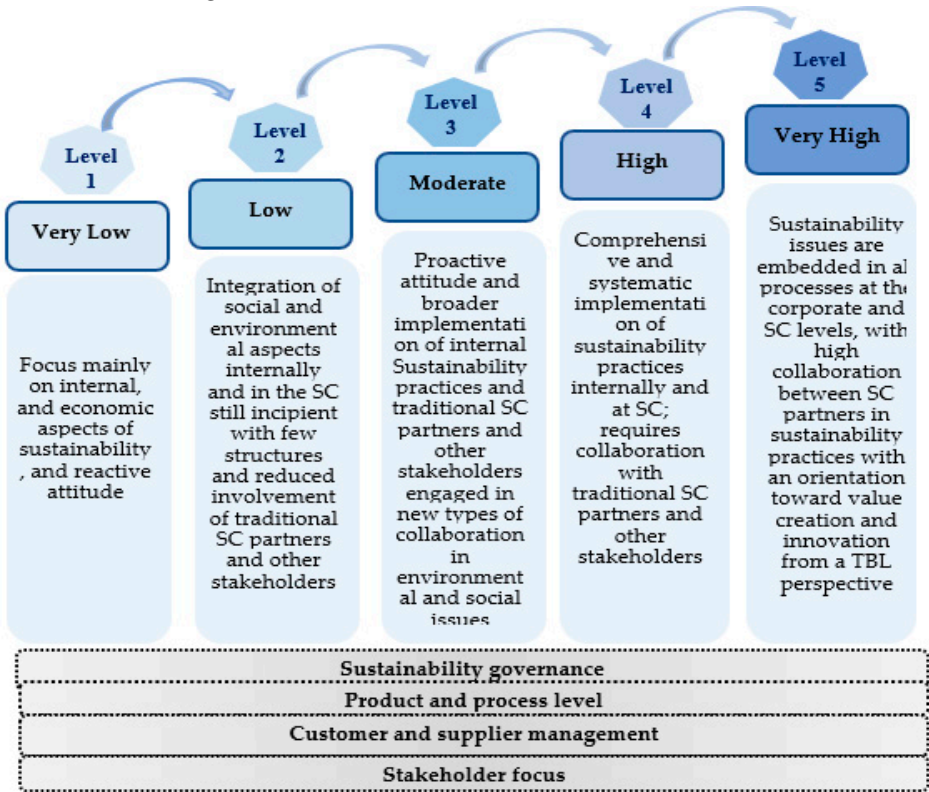 Level
1
Very Low
Focus mainly
on internal,
and economic
aspects of
sustainability
, and reactive
attitude
Level
2
Low
Integration of
social and
environment
al aspects
internally
and in the SC
still incipient
with few
structures
and reduced
involvement
of traditional
SC partners
and other
stakeholders
Level
3
Moderate
Proactive
attitude and
broader
implementati
on of internal
Sustainability
practices and
traditional SC
partners and
other
stakeholders
engaged in
new types of
collaboration
in
environment
al and social
issues
Level
4
High
Comprehensi
ve and
systematic
implementati
on of
sustainability
practices
internally and
at SC;
requires
collaboration
with
traditional SC
partners and
other
stakeholders
Level
5
Very High
Sustainability
issues are
embedded in al
processes at the
corporate and
SC levels, with
high
collaboration
between SC
partners in
sustainability
practices with
an orientation
toward value
creation and
innovation
from a TBL
perspective
Sustainability governance
Product and process level
Customer and supplier management
Stakeholder focus